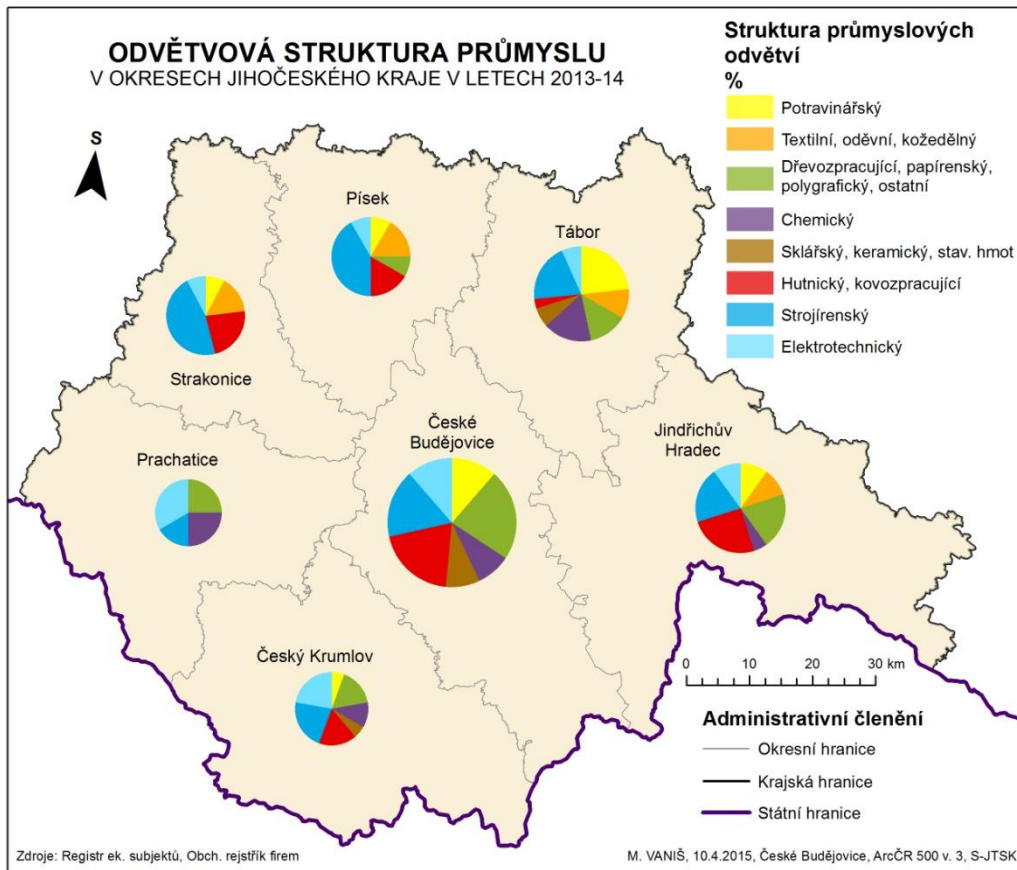 ODVĚTVOVÁ STRUKTURA PRŮMYSLU
V OKRESECH JIHOČESKÉHO KRAJE V LETECH 2013-14
Struktura průmyslových
odvětví
%
Potravinářský
Textilní, oděvní, kožedělný
Dřevozpracující, papírenský,
polygrafický, ostatní
Chemický
Sklářský, keramický, stav. hmot
Hutnický, kovozpracující
Strojírenský
Elektrotechnický
S
Písek
Tábor
Strakonice
České
Budějovice
Jindřichův
Hradec
Prachatice
Český Krumlov
0 10 20 30 km
Administrativní členění
Okresní hranice
Krajská hranice
Státní hranice
Zdroje: Registr ek. subjektů, Obch. rejstřík firem
M. VANIŠ, 10.4.2015, České Budějovice, ArcČR 500 v. 3, S-JTSK